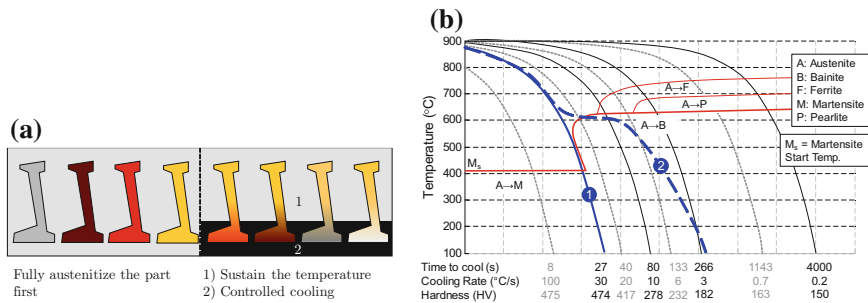 (a)
1
2
Fully austenitize the part
first
1) Sustain the temperature
2) Controlled cooling
(b)
Temperature (°C)
900
800
700
600
500
400
300
200
100
Ms
A→M
A→F
A→P
A→B
1
2
A: Austenite
B: Bainite
F: Ferrite
M: Martensite
P: Pearlite
Ms = Martensite
Start Temp.
Time to cool (s) 8 27 40 80 133 266 1143 4000
Cooling Rate (°C/s) 100 30 20 10 6 3 0.7 0.2
Hardness (HV) 475 474 417 278 232 182 163 150